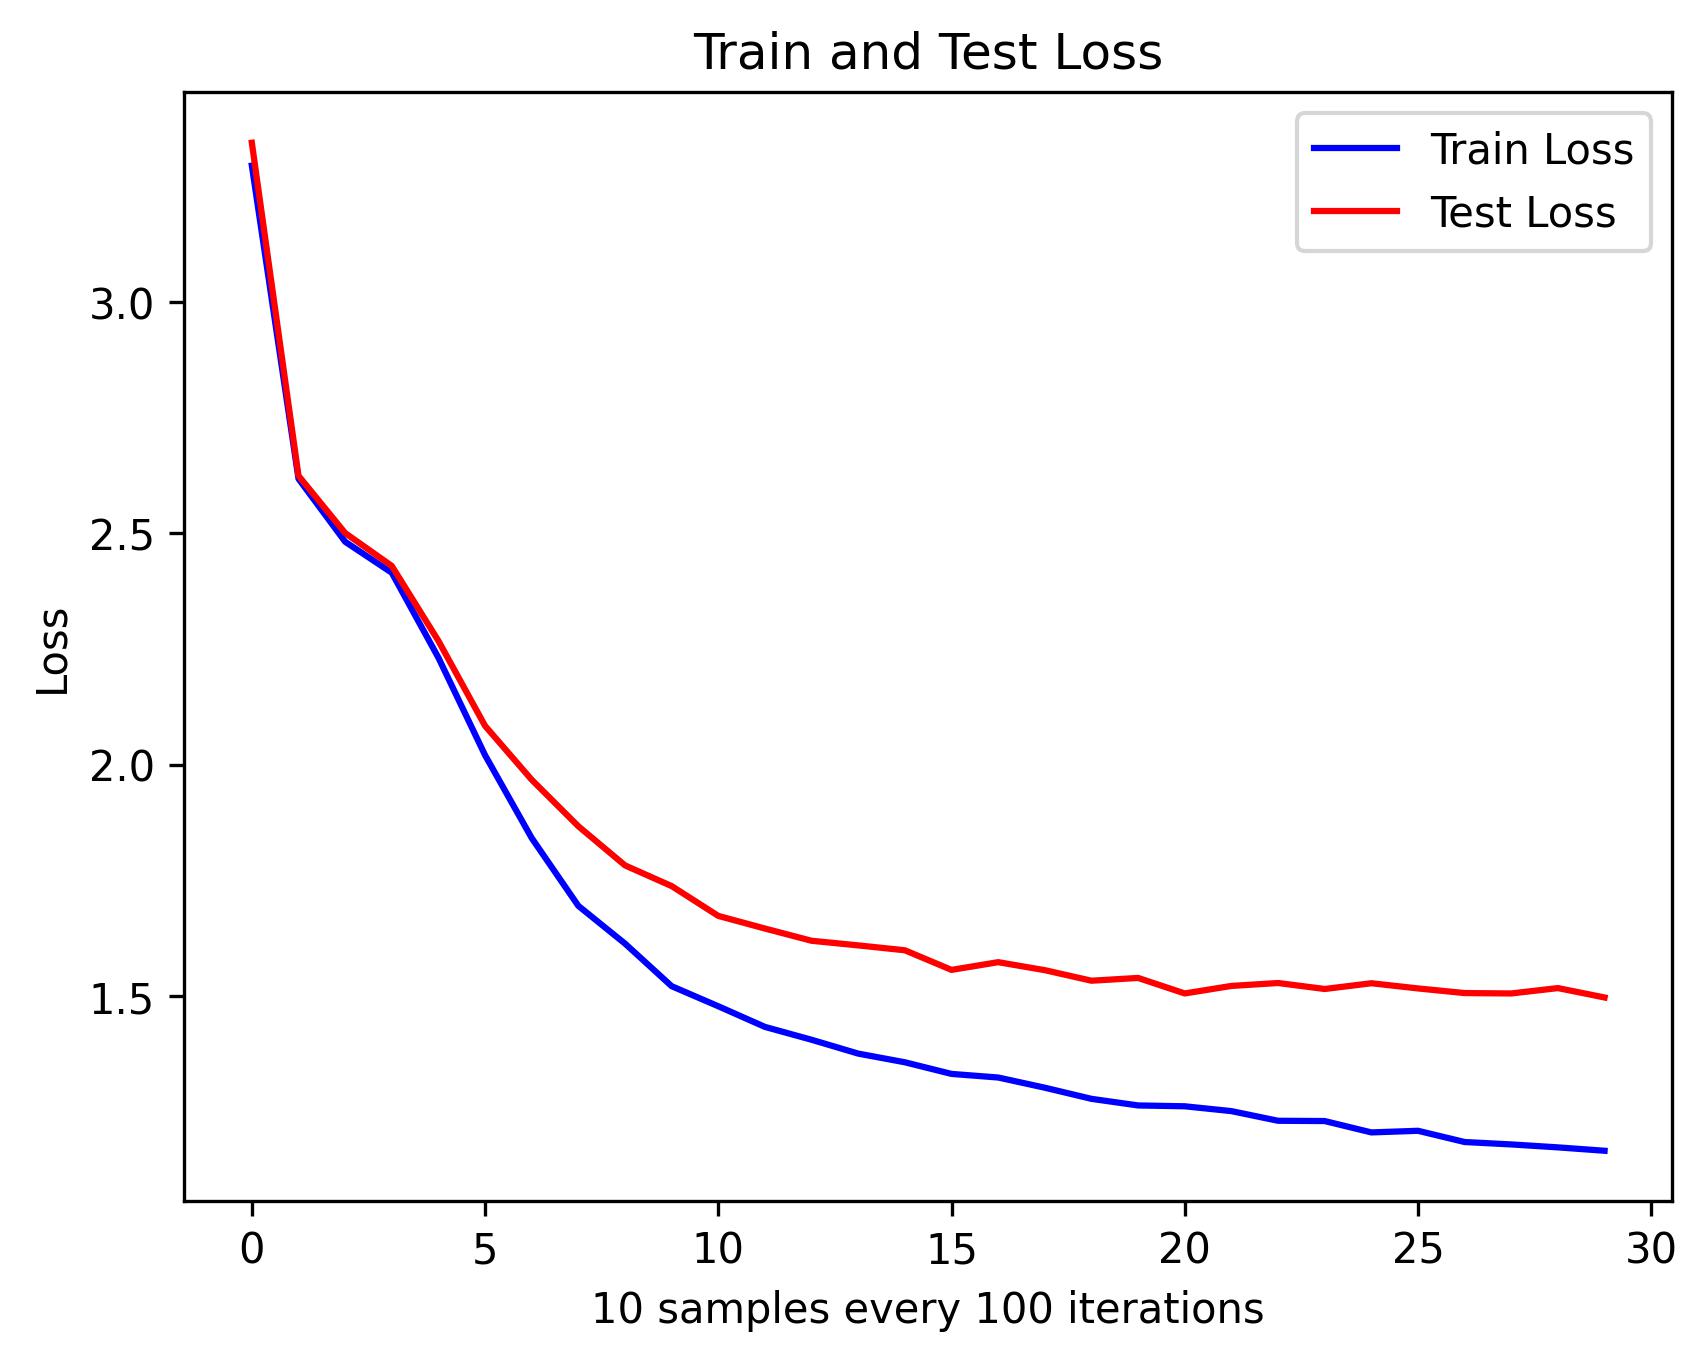 Train and Test Loss
Train Loss
Test Loss
Loss
3.0
2.5
2.0
1.5
0 5 10 15 20 25 30
10 samples every 100 iterations